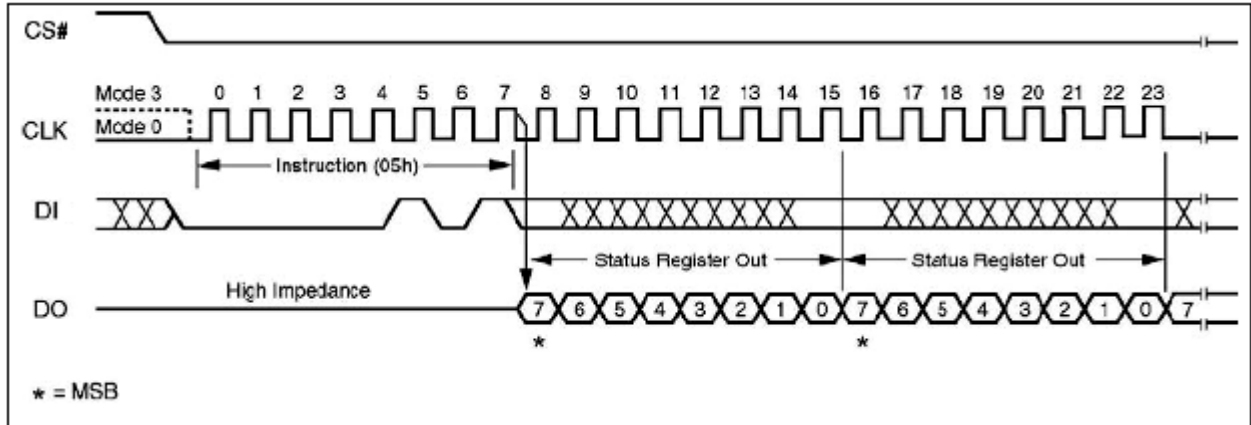 CS#
Mode 3 0 1 2 3 4 5 6 7 8 9 10 11 12 13 14 15 16 17 18 19 20 21 22 23
CLK Mode 0
Instruction (05h)
DI
Status Register Out Status Register Out
High Impedance
DO 7 6 5 4 3 2 1 0 7 6 5 4 3 2 1 0 7
* *
* = MSB